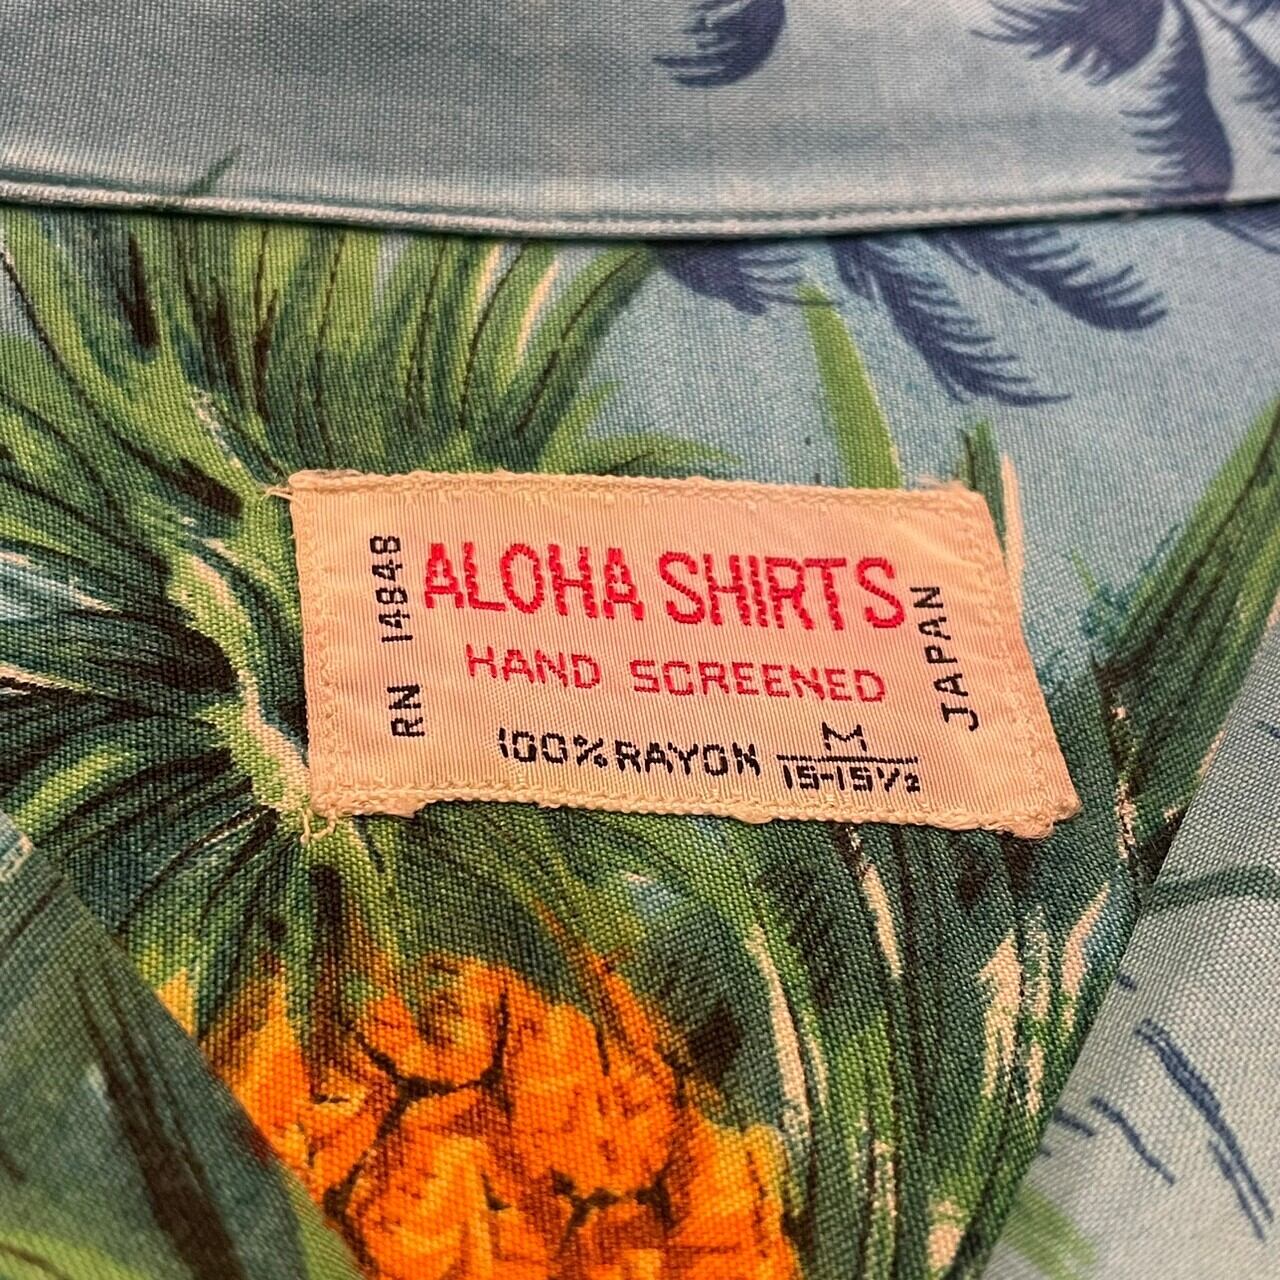 ALOHA SHIRTS
HAND SCREENED
100% RAYON M
15-15½
RN 14848
JAPAN